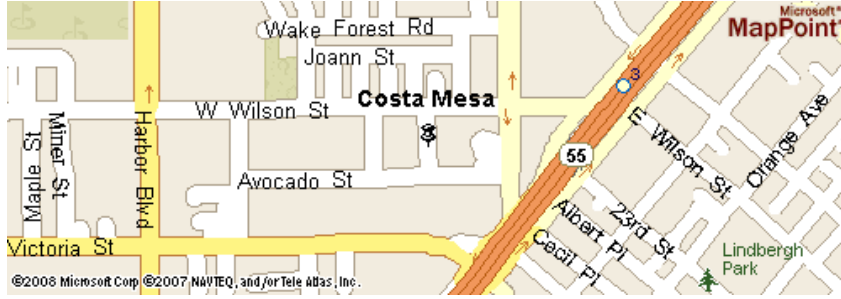 Microsoft®
MapPoint®
Wake Forest Rd
Joann St
3
Costa Mesa
W Wilson St
Harbor Blvd
Maple St
Miner St
E Wilson St
Orange Ave
55
Avocado St
Albert Pl
23rd St
Cecil Pl
Victoria St
Lindbergh
Park
©2008 Microsoft Corp ©2007 NAVTEQ, and/or Tele Atlas, Inc.